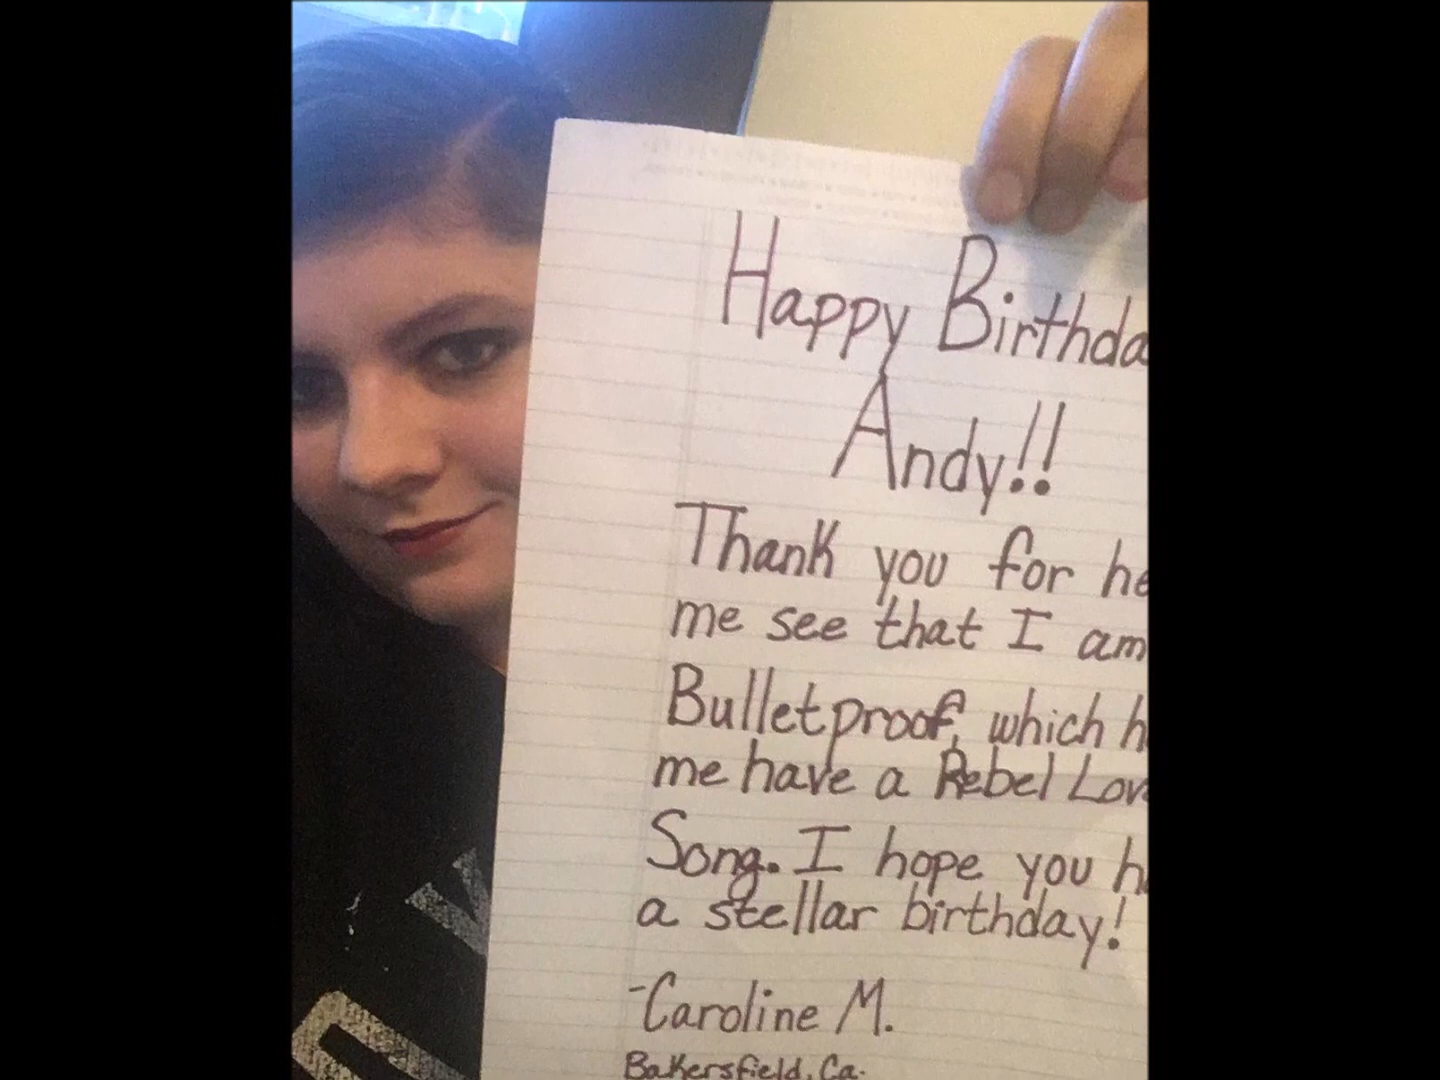 Happy Birthda
Andy!!
Thank you for he
me see that I am
Bulletproof, which h
me have a Rebel Lov
Song. I hope you h
a stellar birthday!
-Caroline M.
Bakersfield, Ca.